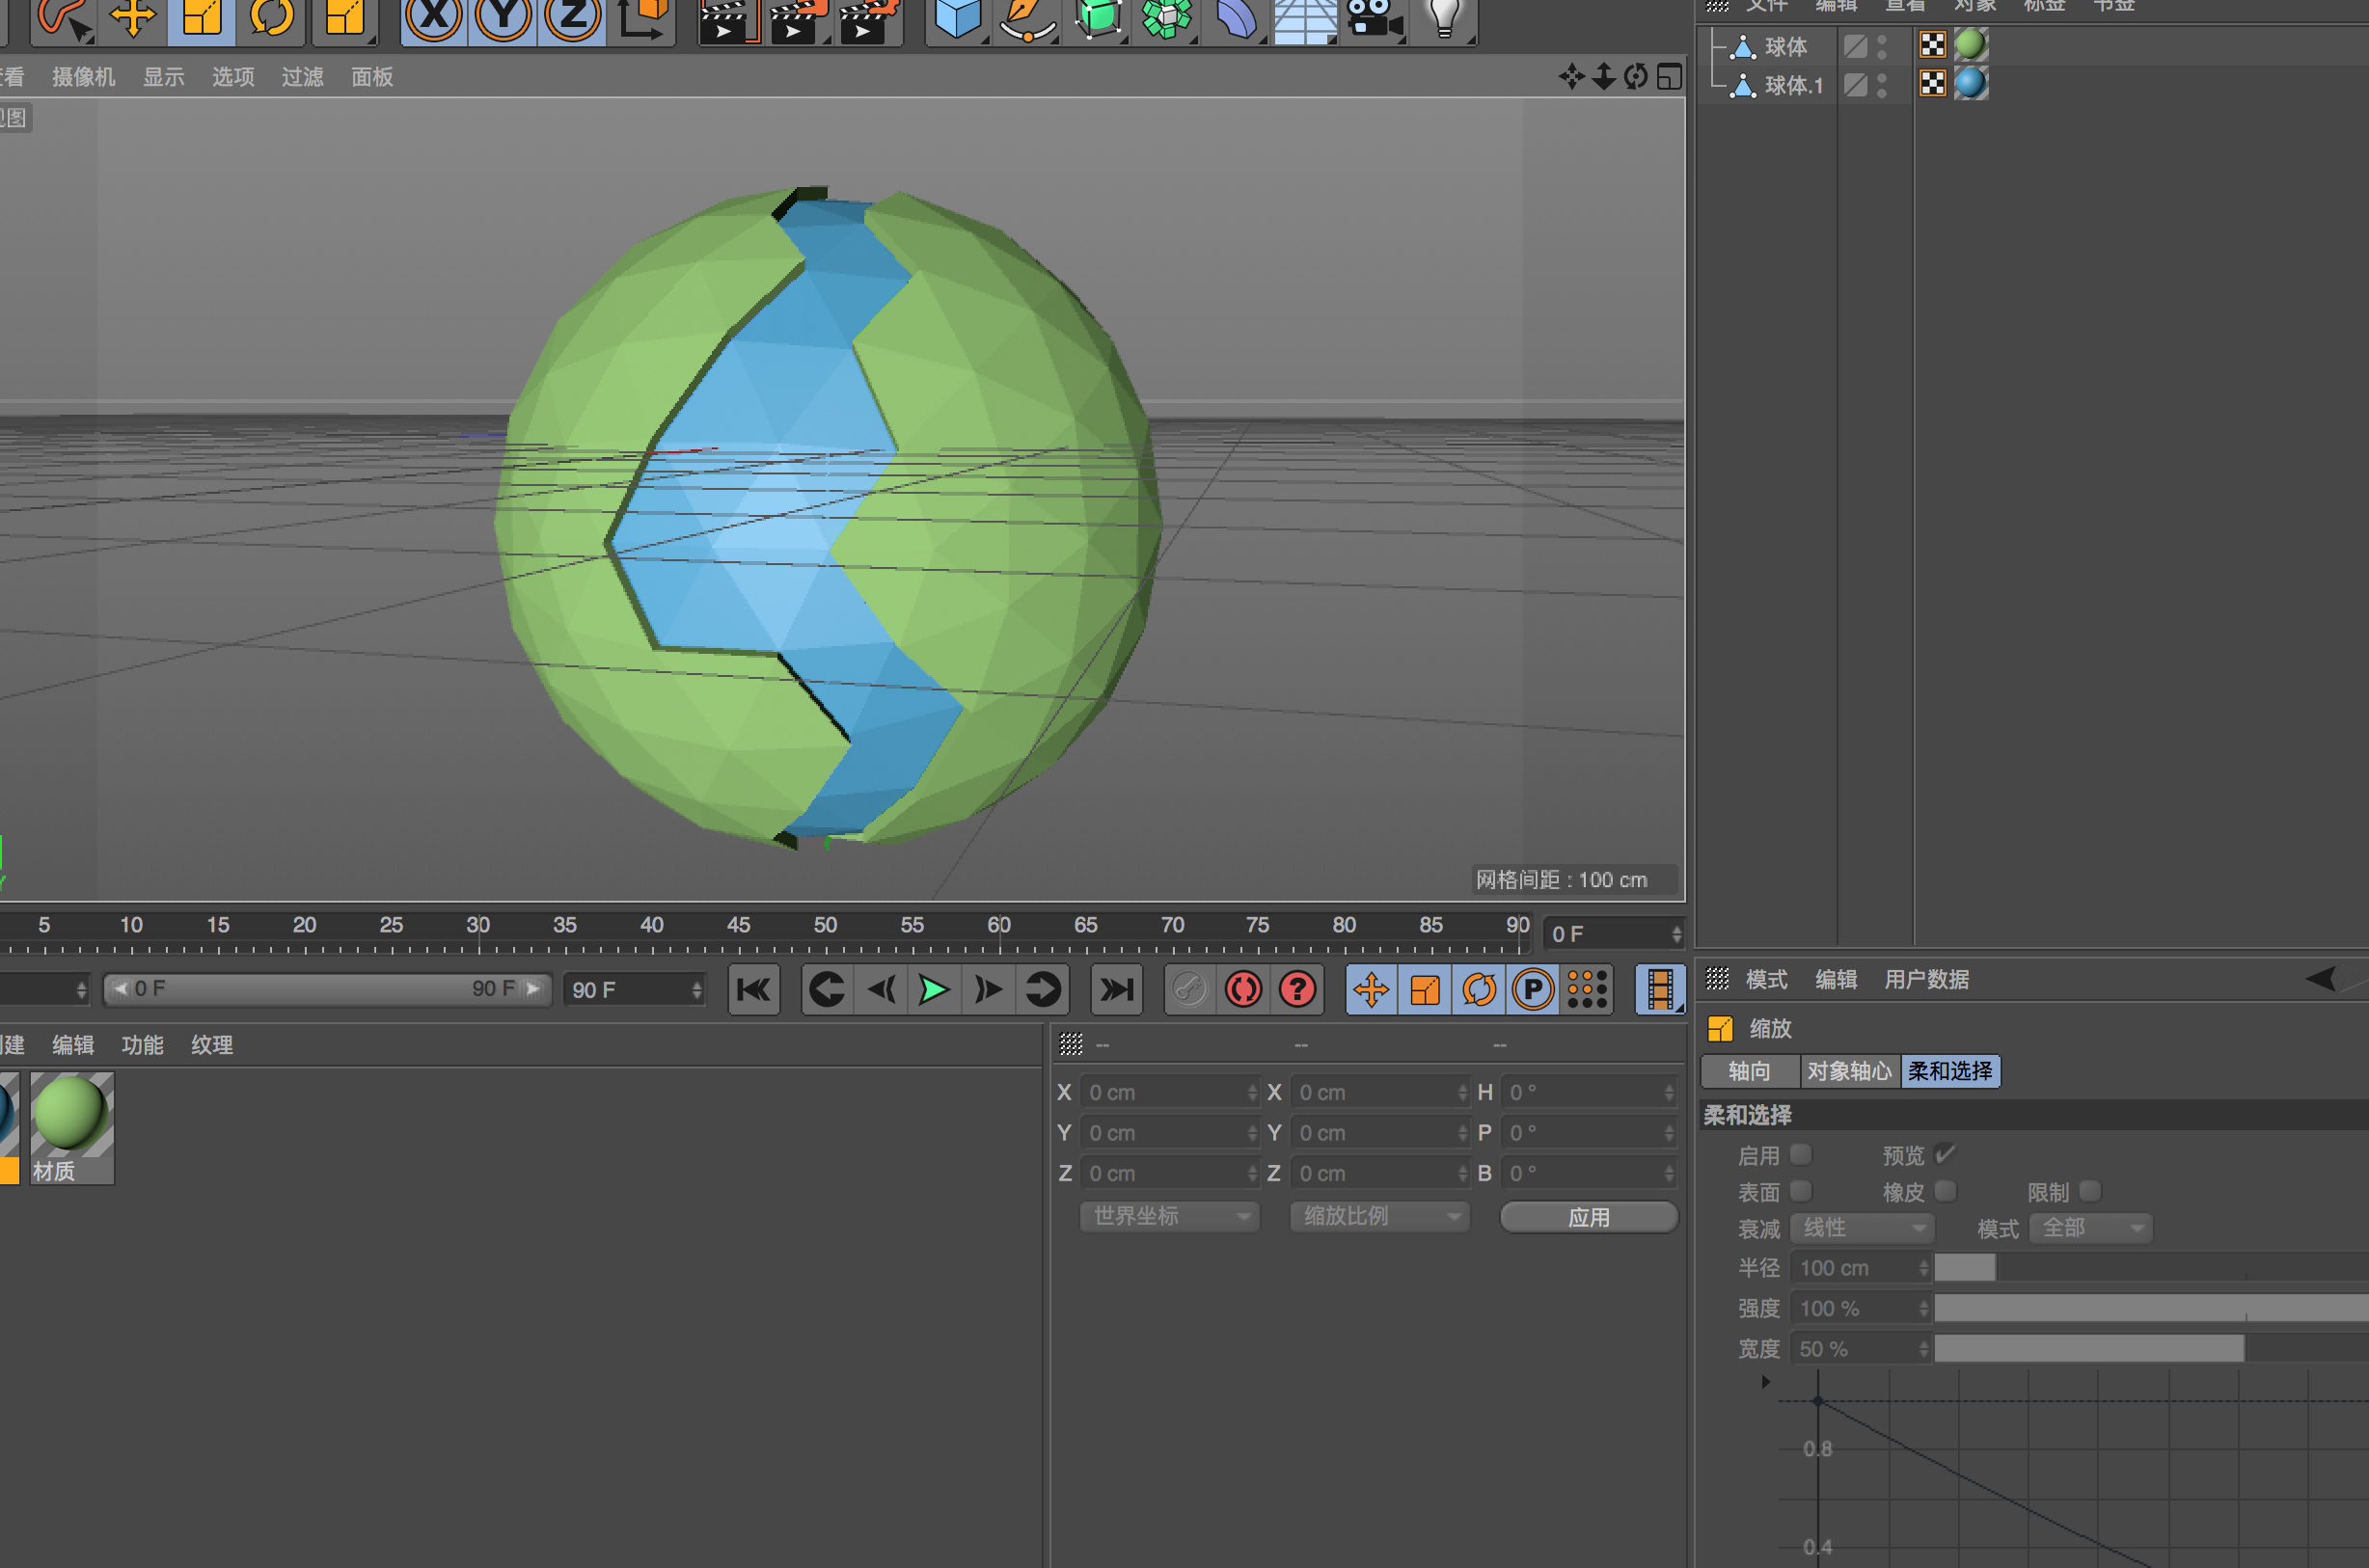 X Y Z
文件 编辑 查看 对象 标签 书签
球体
球体.1
查看 摄像机 显示 选项 过滤 面板
视图
Y
网格间距 : 100 cm
5 10 15 20 25 30 35 40 45 50 55 60 65 70 75 80 85 90 0 F
0 F 90 F 90 F ? P
创建 编辑 功能 纹理
材质
-- -- --
X 0 cm X 0 cm H 0 °
Y 0 cm Y 0 cm P 0 °
Z 0 cm Z 0 cm B 0 °
世界坐标 缩放比例 应用
模式 编辑 用户数据
缩放
轴向 对象轴心 柔和选择
柔和选择
启用 预览
表面 橡皮 限制
衰减 线性 模式 全部
半径 100 cm
强度 100 %
宽度 50 %
0.8
0.4